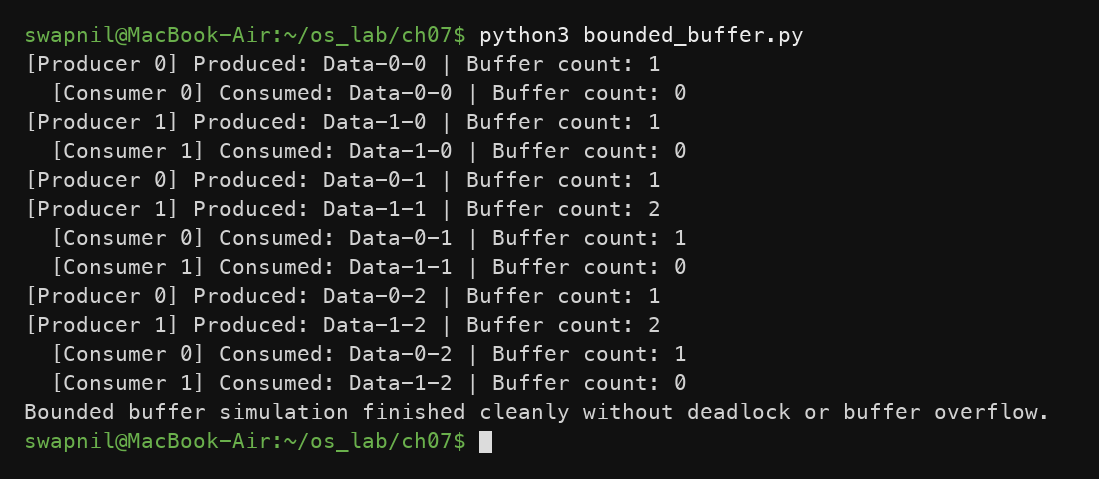 swapnil@MacBook-Air:~/os_lab/ch07$ python3 bounded_buffer.py
[Producer 0] Produced: Data-0-0 | Buffer count: 1
  [Consumer 0] Consumed: Data-0-0 | Buffer count: 0
[Producer 1] Produced: Data-1-0 | Buffer count: 1
  [Consumer 1] Consumed: Data-1-0 | Buffer count: 0
[Producer 0] Produced: Data-0-1 | Buffer count: 1
[Producer 1] Produced: Data-1-1 | Buffer count: 2
  [Consumer 0] Consumed: Data-0-1 | Buffer count: 1
  [Consumer 1] Consumed: Data-1-1 | Buffer count: 0
[Producer 0] Produced: Data-0-2 | Buffer count: 1
[Producer 1] Produced: Data-1-2 | Buffer count: 2
  [Consumer 0] Consumed: Data-0-2 | Buffer count: 1
  [Consumer 1] Consumed: Data-1-2 | Buffer count: 0
Bounded buffer simulation finished cleanly without deadlock or buffer overflow.
swapnil@MacBook-Air:~/os_lab/ch07$